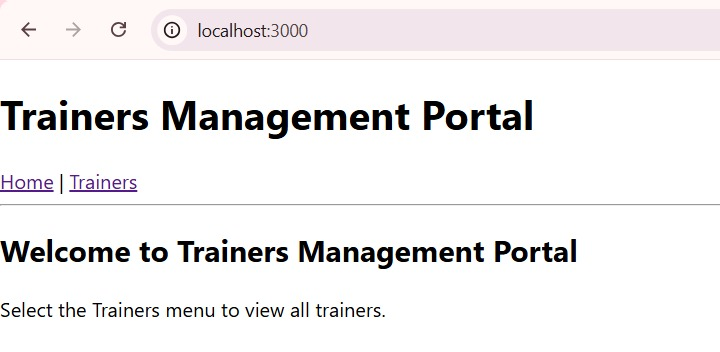 localhost:3000
Trainers Management Portal
Home | Trainers
Welcome to Trainers Management Portal
Select the Trainers menu to view all trainers.